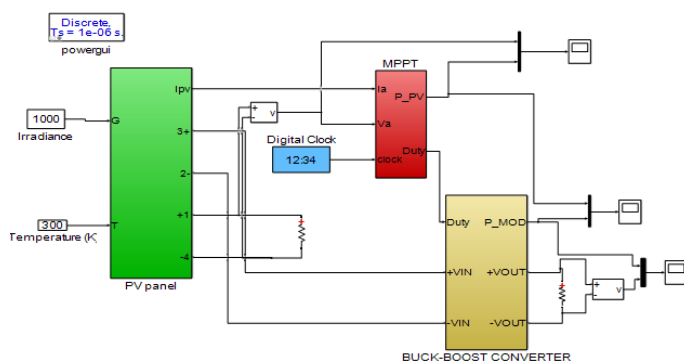 Discrete,
Ts = 1e-06 s.
powergui
MPPT
Ipv
Ia
P_PV
1000
G
+
-
v
Irradiance
3+
Va
Digital Clock
12:34
clock
Duty
2-
300
T
+1
+
Temperature (K)
-4
PV panel
Duty
P_MOD
+VIN
+VOUT
+
-
v
+
-VIN
-VOUT
BUCK-BOOST CONVERTER